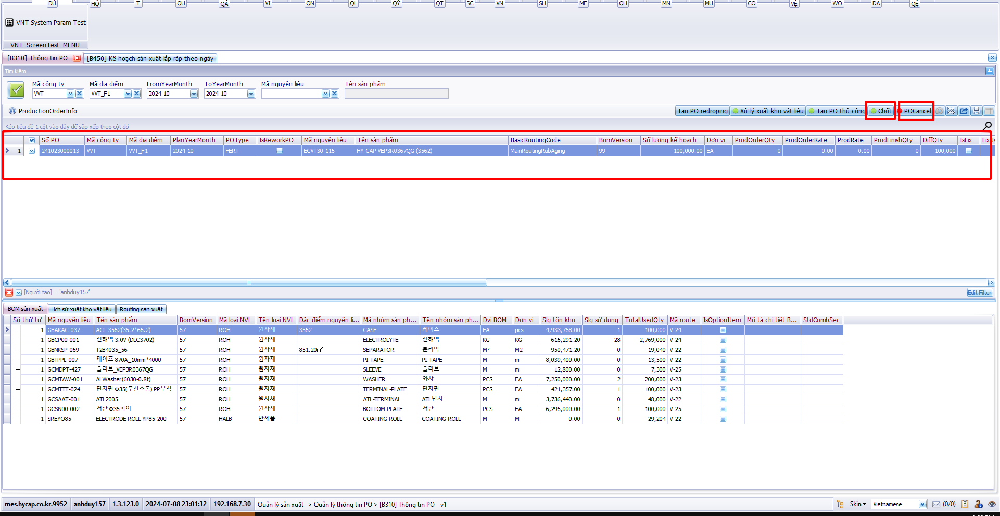 DỤ HỘ T QU QẢ VI QN QL QÝ QT SC VN SU ME QH MN MU CO VỆ WO DA QỆ
VNT System Param Test
VNT_ScreenTest_MENU
[B310] Thông tin PO [B450] Kế hoạch sản xuất lắp ráp theo ngày
Tìm kiếm
Mã công ty Mã địa điểm FromYearMonth ToYearMonth Mã nguyên liệu Tên sản phẩm
VVT VVT_F1 2024-10 2024-10
ProductionOrderInfo Tao PO redroping Xử lý xuất kho vật liệu Tạo PO thủ công Chốt POCancel
Kéo tiêu đề 1 cột vào đây để sắp xếp theo cột đó
Số PO Mã công ty Mã địa điểm PlanYearMonth POType IsReworkPO Mã nguyên liệu Tên sản phẩm BasicRoutingCode BomVersion Số lượng kế hoạch Đơn vị ProdOrderQty ProdOrderRate ProdRate ProdFinishQty DiffQty IsFix
1 241023000013 VVT VVT_F1 2024-10 FERT ECVT30-116 HY-CAP VEP3R0367QG (3562) MainRoutingRubAging 99 100,000.00 EA 0 0.00 0.00 0 100,000
[Người tạo] = 'anhduy157' Edit Filter
BOM sản xuất Lịch sử xuất kho vật liệu Routing sản xuất
Số thứ tự Mã nguyên liệu Tên sản phẩm BomVersion Mã loại NVL Tên loại NVL Đặc điểm nguyên li... Mã nhóm sản ph... Tên nhóm sản ph... Đvị BOM Đơn vị Slg tồn kho Slg sử dụng TotalUsedQty Mã route IsOptionItem Mô tả chi tiết B... StdCombSec
1 GBAKAC-037 ACL-3562(35.2*66.2) 57 ROH 원자재 3562 CASE 케이스 EA pcs 4,933,758.00 1 100,000 V-24
1 GBCP00-001 전해액 3.0V (DLC3702) 57 ROH 원자재 ELECTROLYTE 전해액 KG KG 616,291.20 28 2,769,000 V-24
1 GBNKSP-069 T2B4035_56 57 ROH 원자재 851.20m² SEPARATOR 분리막 M² M2 950,471.20 0 19,040 V-22
1 GBTPPL-007 테이프 870A_10mm*4000 57 ROH 원자재 PI-TAPE PI-TAPE M m 8,039,400.00 0 13,500 V-22
1 GCMDPT-427 슬리브_VEP3R0367QG 57 ROH 원자재 SLEEVE 슬리브 M m 12,800.00 0 7,300 V-25
1 GCMTAW-001 Al Washer(6030-0.8t) 57 ROH 원자재 WASHER 와샤 PCS EA 7,250,000.00 2 200,000 V-23
1 GCMTTT-024 단자판 Φ35(무산소동) PP부착 57 ROH 원자재 TERMINAL-PLATE 단자판 PCS EA 421,357.00 1 100,000 V-23
1 GCSAAT-001 ATL2005 57 ROH 원자재 ATL-TERMINAL ATL단자 M m 3,736,440.00 0 48,000 V-22
1 GCSN00-002 저판 Φ35파이 57 ROH 원자재 BOTTOM-PLATE 저판 PCS EA 6,295,000.00 1 100,000 V-25
1 SREYO85 ELECTRODE ROLL YP85-200 57 HALB 반제품 COATING-ROLL COATING-ROLL M M 0.00 0 29,204 V-22
mes.hycap.co.kr.9952 anhduy157 1.3.123.0 2024-07-08 23:01:32 192.168.7.30 Quản lý sản xuất > Quản lý thông tin PO > [B310] Thông tin PO - v1 Skin Vietnamese (0/0)